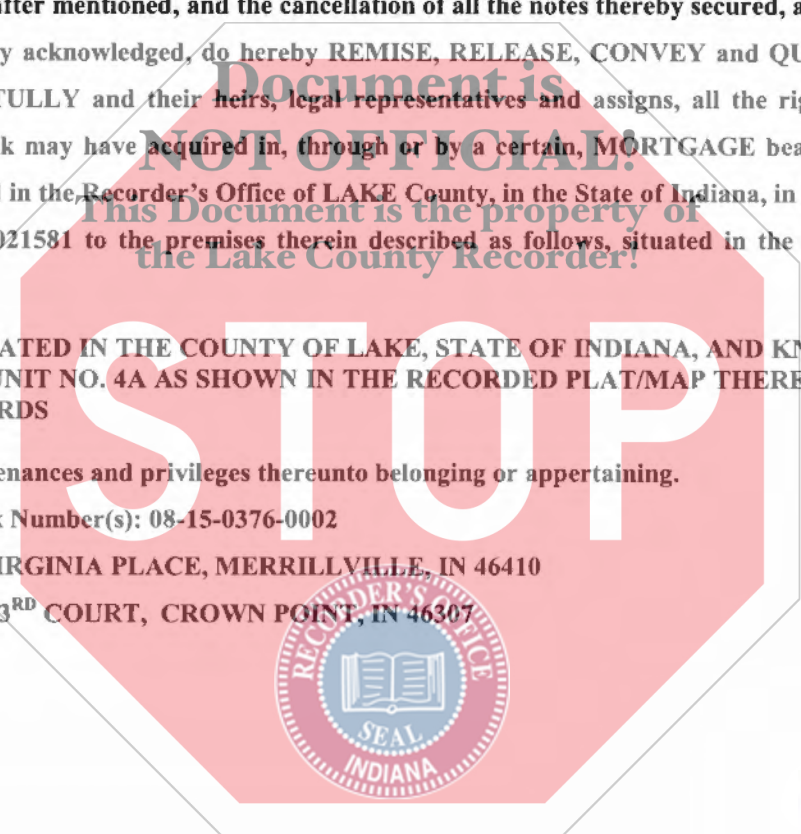 after mentioned, and the cancellation of all the notes thereby secured, a
y acknowledged, do hereby REMISE, RELEASE, CONVEY and QU
Document is
TULLY and their heirs, legal representatives and assigns, all the rig
NOT OFFICIAL!
k may have acquired in, through or by a certain, MORTGAGE bea
in the Recorder's Office of LAKE County, in the State of Indiana, in
This Document is the property of
021581 to the premises therein described as follows, situated in the
the Lake County Recorder!
STOP
ATED IN THE COUNTY OF LAKE, STATE OF INDIANA, AND KN
UNIT NO. 4A AS SHOWN IN THE RECORDED PLAT/MAP THERE
RDS
enances and privileges thereunto belonging or appertaining.
x Number(s): 08-15-0376-0002
IRGINIA PLACE, MERRILLVILLE, IN 46410
3RD COURT, CROWN POINT, IN 46307
RECORDER'S OFFICE
SEAL
INDIANA